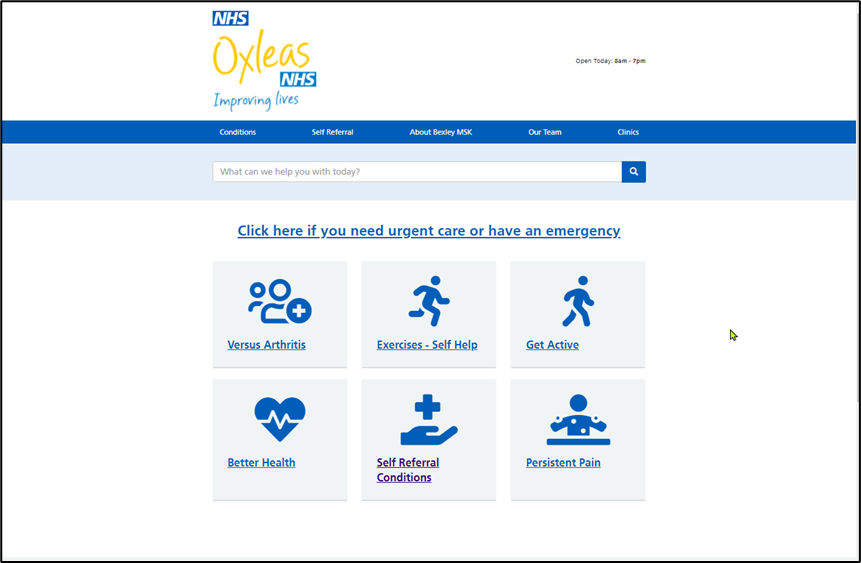 NHS
Oxleas
NHS
Improving lives
Open Today: 8am - 7pm
Conditions Self Referral About Bexley MSK Our Team Clinics
What can we help you with today?
Click here if you need urgent care or have an emergency
Versus Arthritis Exercises - Self Help Get Active
Better Health
Self Referral
Conditions
Persistent Pain